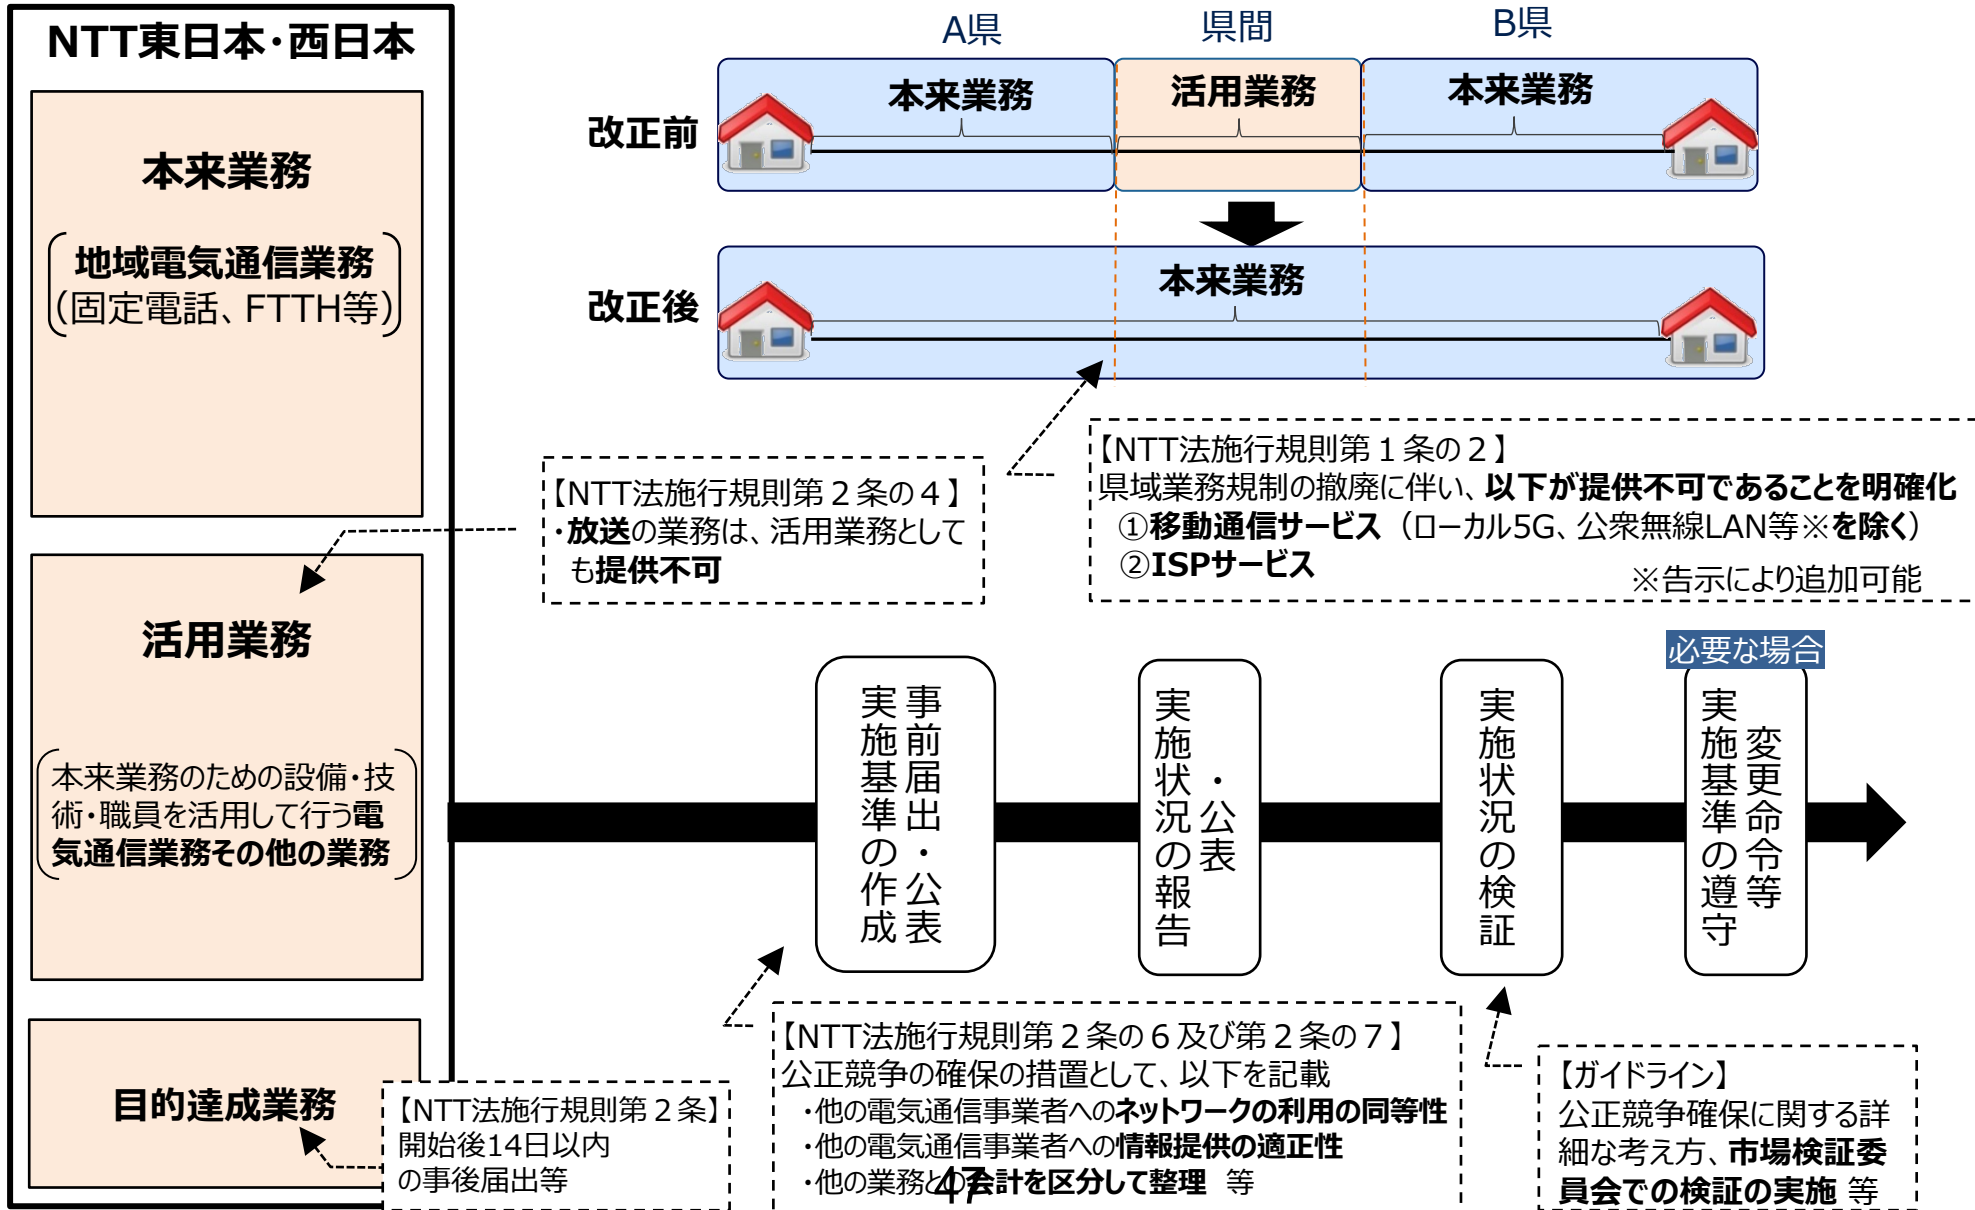 NTT東日本・西日本
本来業務
地域電気通信業務
(固定電話、FTTH等)
活用業務
本来業務のための設備・技
術・職員を活用して行う電
気通信業務その他の業務
目的達成業務
A県
県間
B県
改正前
本来業務
活用業務
本来業務
改正後
本来業務
【NTT法施行規則第2条の4】
・放送の業務は、活用業務として
も提供不可
【NTT法施行規則第1条の2】
県域業務規制の撤廃に伴い、以下が提供不可であることを明確化
①移動通信サービス(ローカル5G、公衆無線LAN等※を除く)
②ISPサービス
※告示により追加可能
事前届出・公表
実施基準の作成
・公表
実施状況の報告
実施状況の検証
必要な場合
変更命令等
実施基準の遵守
【NTT法施行規則第2条】
開始後14日以内
の事後届出等
【NTT法施行規則第2条の6及び第2条の7】
公正競争の確保の措置として、以下を記載
・他の電気通信事業者へのネットワークの利用の同等性
・他の電気通信事業者への情報提供の適正性
・他の業務との会計を区分して整理 等
47
【ガイドライン】
公正競争確保に関する詳
細な考え方、市場検証委
員会での検証の実施 等